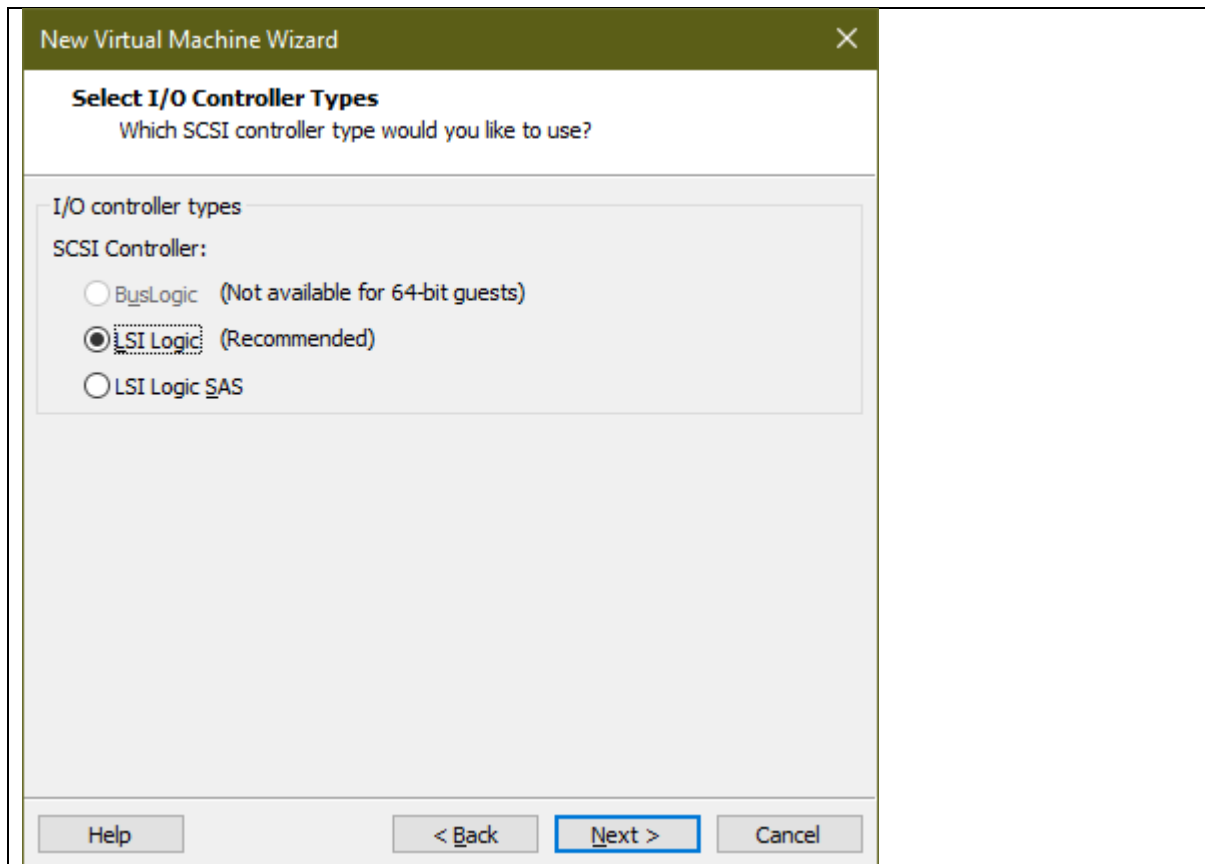 New Virtual Machine Wizard
Select I/O Controller Types
Which SCSI controller type would you like to use?
I/O controller types
SCSI Controller:
BusLogic (Not available for 64-bit guests)
LSI Logic (Recommended)
LSI Logic SAS
Help < Back Next > Cancel